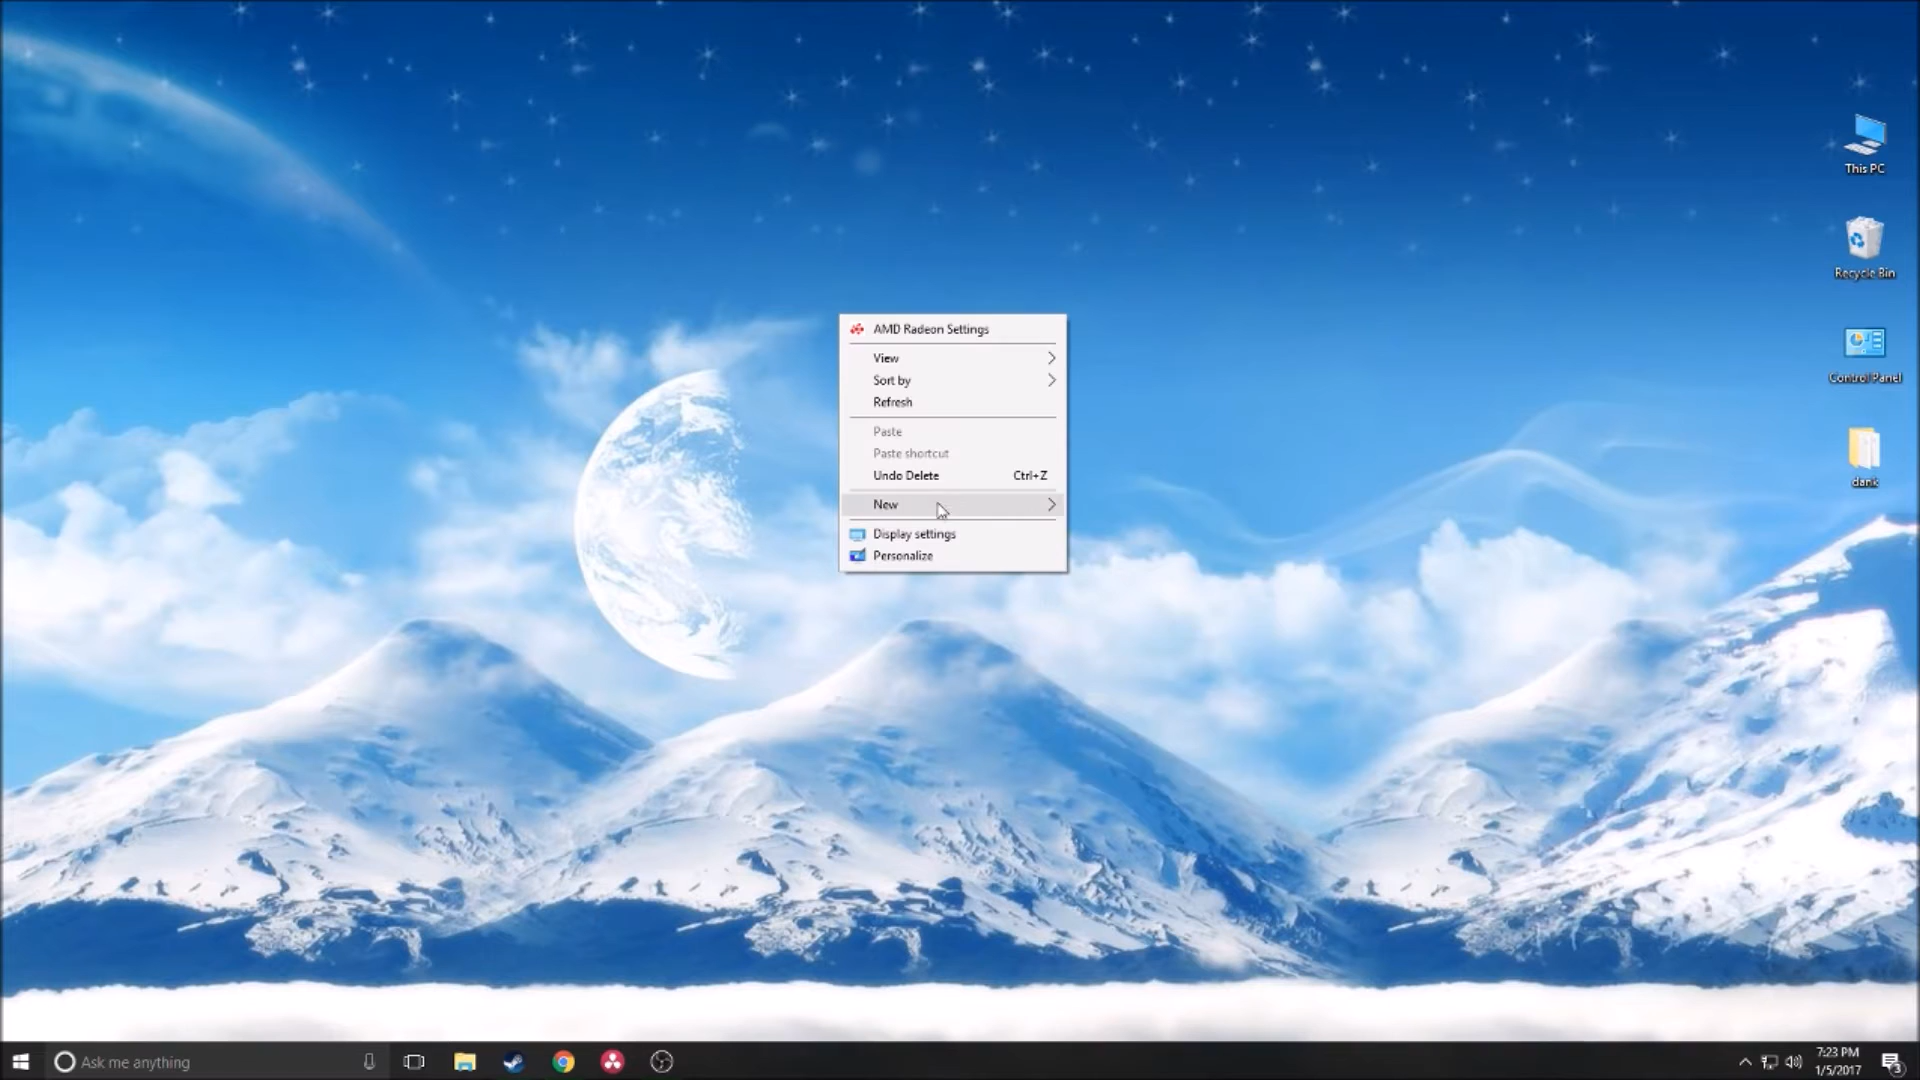 This PC
Recycle Bin
Control Panel
dank
AMD Radeon Settings
View
Sort by
Refresh
Paste
Paste shortcut
Undo Delete Ctrl+Z
New
Display settings
Personalize
Ask me anything
7:23 PM
1/5/2017
3